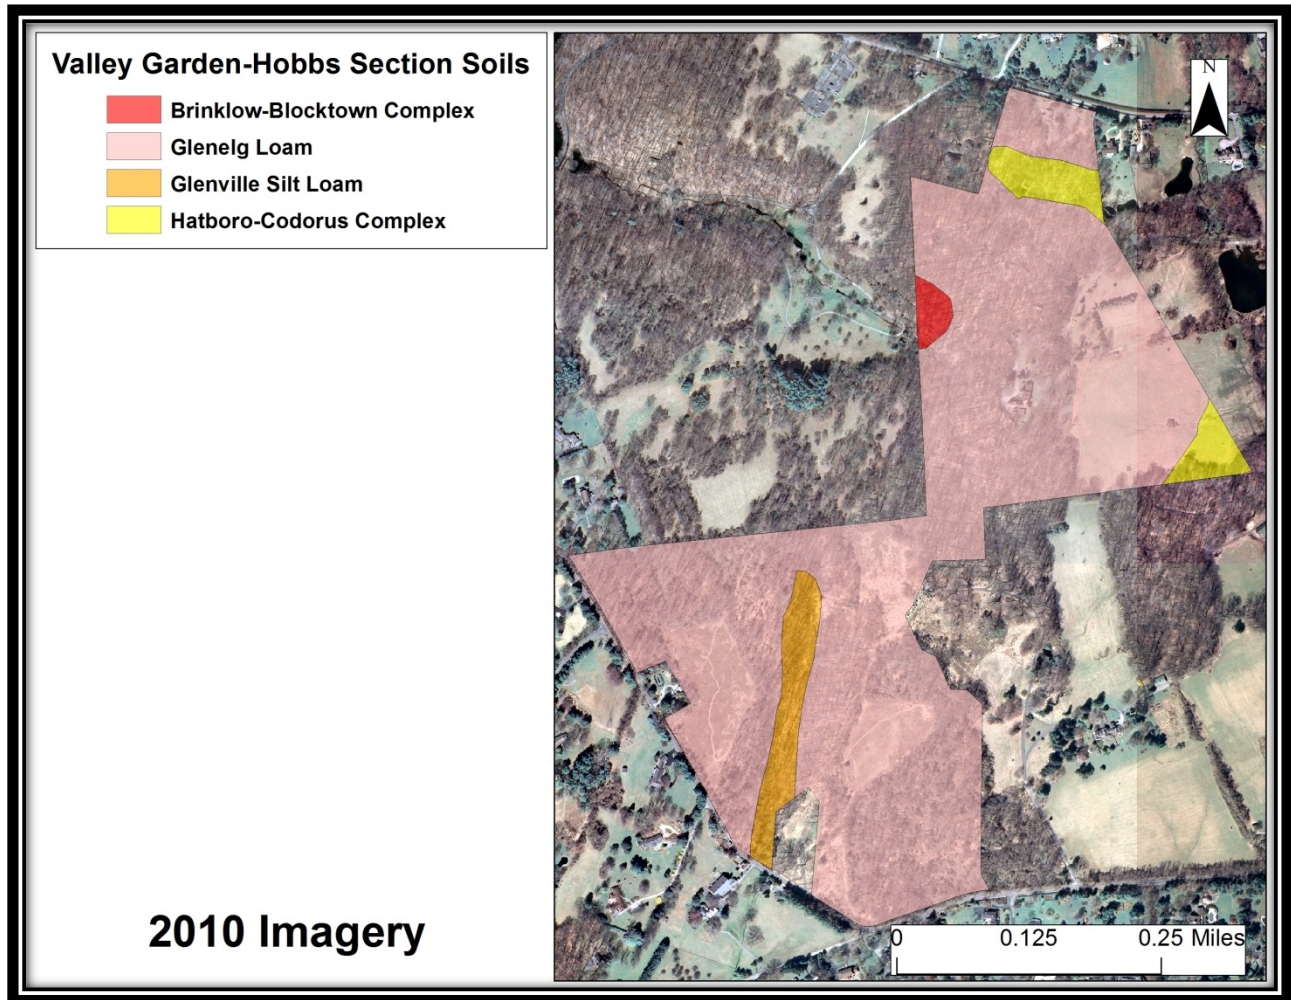 Valley Garden-Hobbs Section Soils
Brinklow-Blocktown Complex
Glenelg Loam
Glenville Silt Loam
Hatboro-Codorus Complex
2010 Imagery
N
0 0.125 0.25 Miles